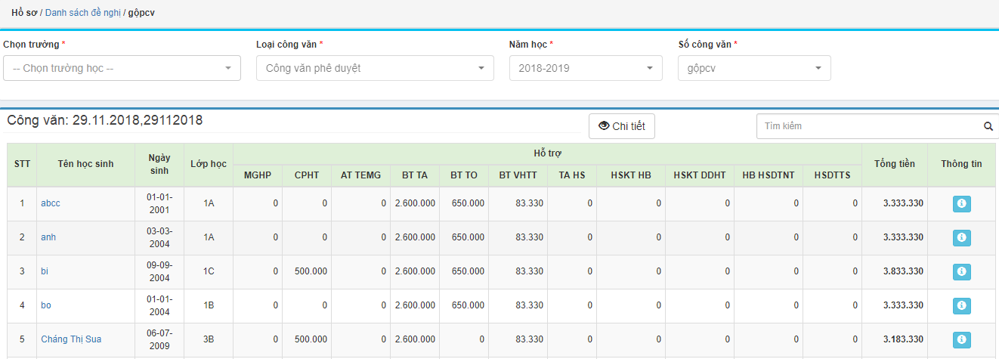 Hồ sơ / Danh sách đề nghị / gộpcv
Chọn trường * Loại công văn * Năm học * Số công văn *
-- Chọn trường học -- Công văn phê duyệt 2018-2019 gộpcv
Công văn: 29.11.2018,29112018 Chi tiết Tìm kiếm
STT Tên học sinh Ngày sinh Lớp học Hỗ trợ Tổng tiền Thông tin
MGHP CPHT AT TEMG BT TA BT TO BT VHTT TA HS HSKT HB HSKT DDHT HB HSDTNT HSDTTS
1 abcc 01-01-2001 1A 0 0 0 2.600.000 650.000 83.330 0 0 0 0 0 3.333.330
2 anh 03-03-2004 1A 0 0 0 2.600.000 650.000 83.330 0 0 0 0 0 3.333.330
3 bi 09-09-2004 1C 0 500.000 0 2.600.000 650.000 83.330 0 0 0 0 0 3.833.330
4 bo 01-01-2004 1B 0 0 0 2.600.000 650.000 83.330 0 0 0 0 0 3.333.330
5 Cháng Thị Sua 06-07-2009 3B 0 500.000 0 2.600.000 0 83.330 0 0 0 0 0 3.183.330